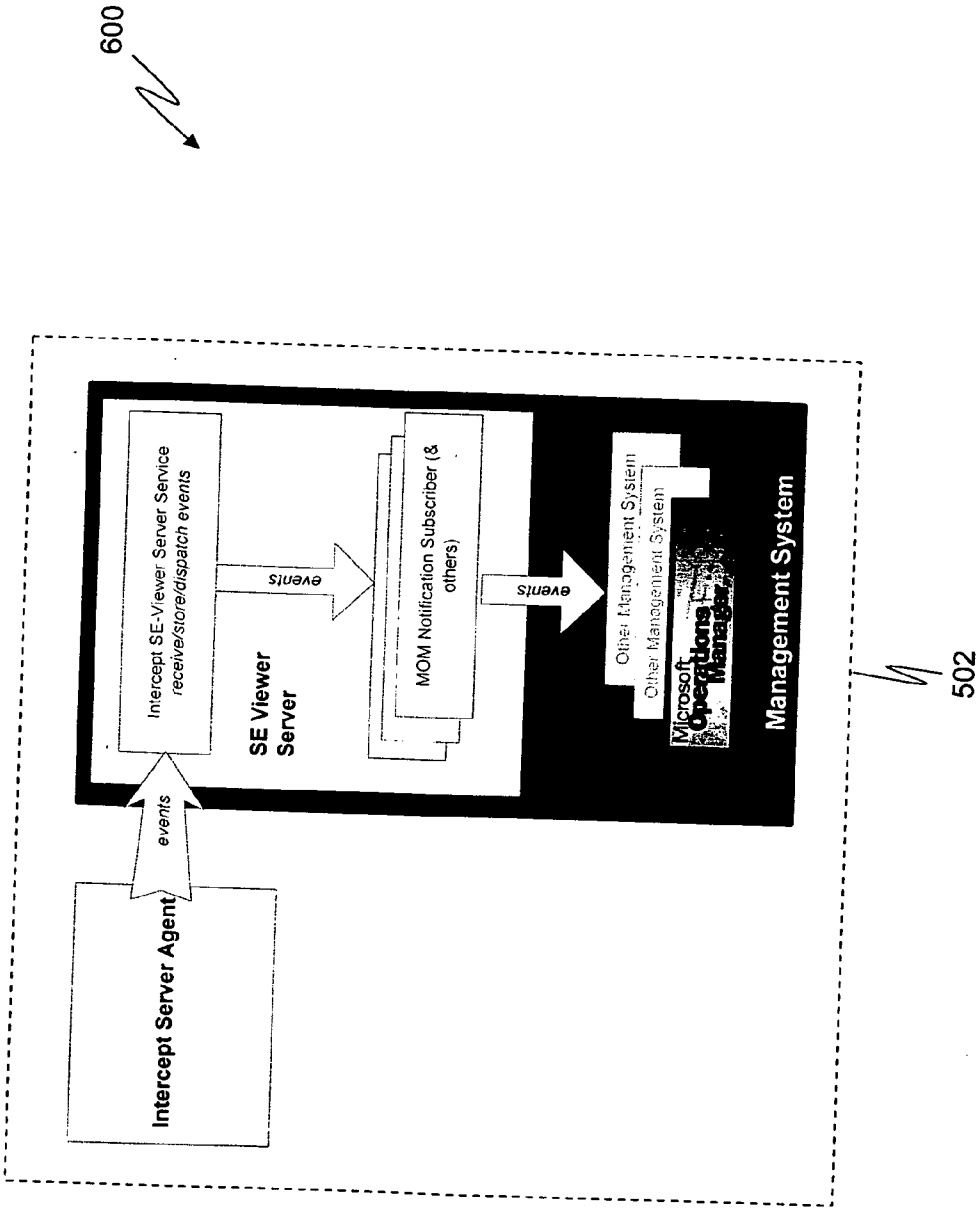 600
Intercept Server Agent
events
Intercept SE-Viewer Server Service
receive/store/dispatch events
SE Viewer
Server
events
MOM Notification Subscriber (&
others)
events
Other Management System
Other Management System
Microsoft
Operations
Manager
Management System
502